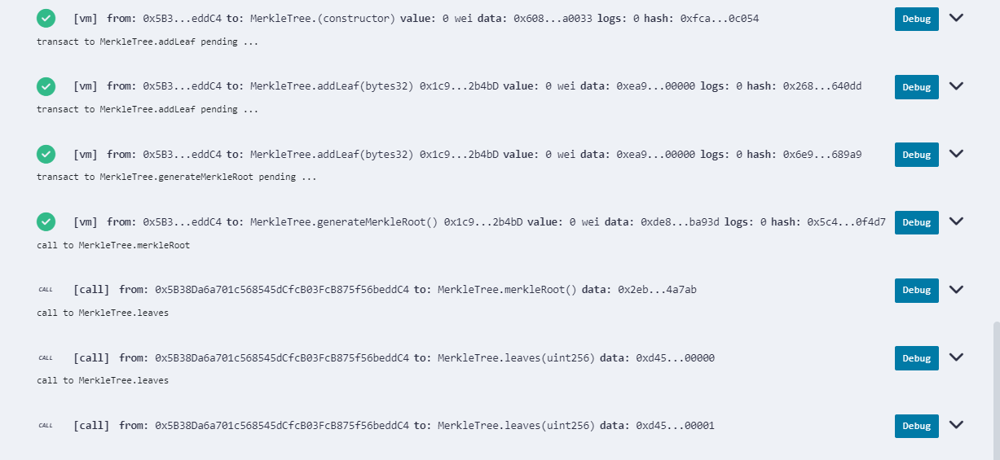 [vm] from: 0x5B3...eddC4 to: MerkleTree.(constructor) value: 0 wei data: 0x608...a0033 logs: 0 hash: 0xfca...0c054 Debug
transact to MerkleTree.addLeaf pending ...
[vm] from: 0x5B3...eddC4 to: MerkleTree.addLeaf(bytes32) 0x1c9...2b4bD value: 0 wei data: 0xea9...00000 logs: 0 hash: 0x268...640dd Debug
transact to MerkleTree.addLeaf pending ...
[vm] from: 0x5B3...eddC4 to: MerkleTree.addLeaf(bytes32) 0x1c9...2b4bD value: 0 wei data: 0xea9...00000 logs: 0 hash: 0x6e9...689a9 Debug
transact to MerkleTree.generateMerkleRoot pending ...
[vm] from: 0x5B3...eddC4 to: MerkleTree.generateMerkleRoot() 0x1c9...2b4bD value: 0 wei data: 0xde8...ba93d logs: 0 hash: 0x5c4...0f4d7 Debug
call to MerkleTree.merkleRoot
CALL [call] from: 0x5B38Da6a701c568545dCfcB03FcB875f56beddC4 to: MerkleTree.merkleRoot() data: 0x2eb...4a7ab Debug
call to MerkleTree.leaves
CALL [call] from: 0x5B38Da6a701c568545dCfcB03FcB875f56beddC4 to: MerkleTree.leaves(uint256) data: 0xd45...00000 Debug
call to MerkleTree.leaves
CALL [call] from: 0x5B38Da6a701c568545dCfcB03FcB875f56beddC4 to: MerkleTree.leaves(uint256) data: 0xd45...00001 Debug